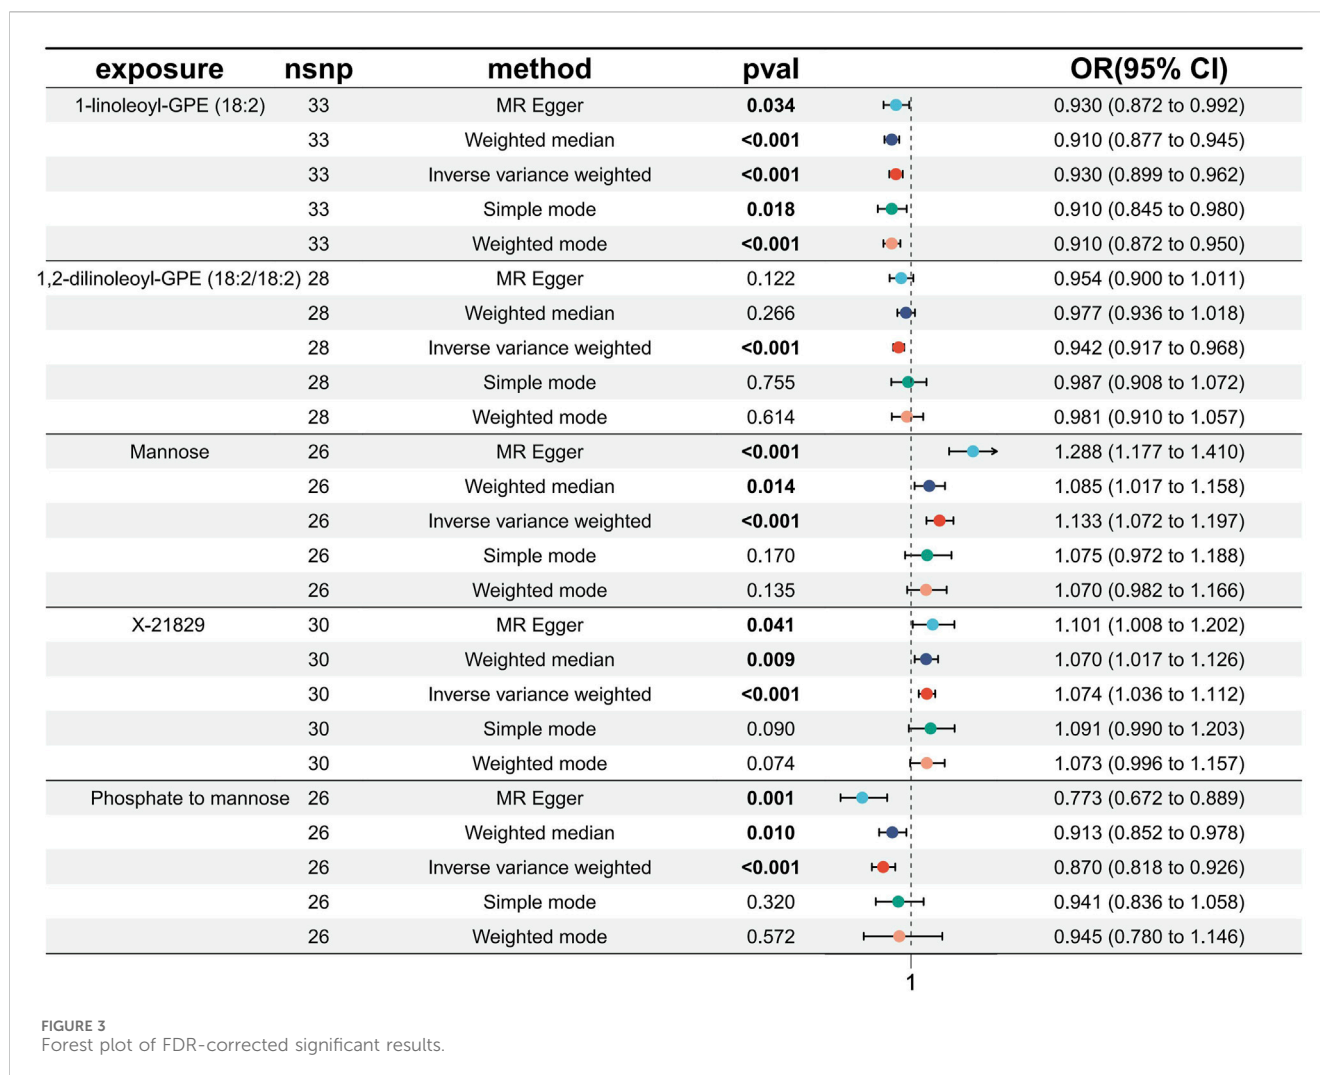 exposure nsnp method pval OR(95% CI)
1-linoleoyl-GPE (18:2) 33 MR Egger 0.034 0.930 (0.872 to 0.992)
33 Weighted median <0.001 0.910 (0.877 to 0.945)
33 Inverse variance weighted <0.001 0.930 (0.899 to 0.962)
33 Simple mode 0.018 0.910 (0.845 to 0.980)
33 Weighted mode <0.001 0.910 (0.872 to 0.950)
1,2-dilinoleoyl-GPE (18:2/18:2) 28 MR Egger 0.122 0.954 (0.900 to 1.011)
28 Weighted median 0.266 0.977 (0.936 to 1.018)
28 Inverse variance weighted <0.001 0.942 (0.917 to 0.968)
28 Simple mode 0.755 0.987 (0.908 to 1.072)
28 Weighted mode 0.614 0.981 (0.910 to 1.057)
Mannose 26 MR Egger <0.001 1.288 (1.177 to 1.410)
26 Weighted median 0.014 1.085 (1.017 to 1.158)
26 Inverse variance weighted <0.001 1.133 (1.072 to 1.197)
26 Simple mode 0.170 1.075 (0.972 to 1.188)
26 Weighted mode 0.135 1.070 (0.982 to 1.166)
X-21829 30 MR Egger 0.041 1.101 (1.008 to 1.202)
30 Weighted median 0.009 1.070 (1.017 to 1.126)
30 Inverse variance weighted <0.001 1.074 (1.036 to 1.112)
30 Simple mode 0.090 1.091 (0.990 to 1.203)
30 Weighted mode 0.074 1.073 (0.996 to 1.157)
Phosphate to mannose 26 MR Egger 0.001 0.773 (0.672 to 0.889)
26 Weighted median 0.010 0.913 (0.852 to 0.978)
26 Inverse variance weighted <0.001 0.870 (0.818 to 0.926)
26 Simple mode 0.320 0.941 (0.836 to 1.058)
26 Weighted mode 0.572 0.945 (0.780 to 1.146)
1
FIGURE 3
Forest plot of FDR-corrected significant results.